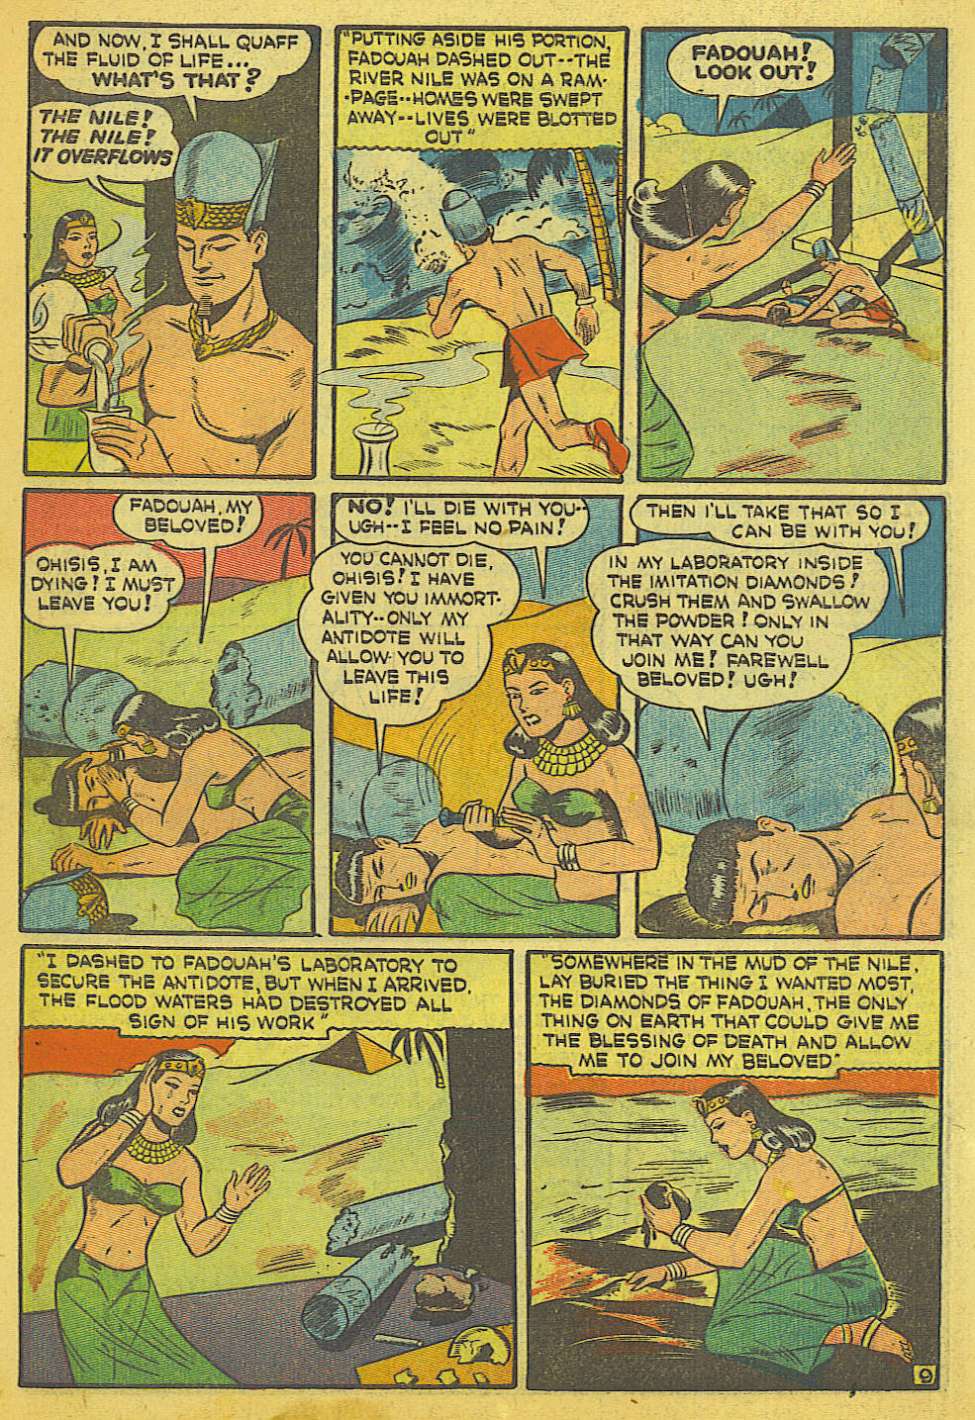 AND NOW, I SHALL QUAFF
THE FLUID OF LIFE...
WHAT'S THAT?
THE NILE!
THE NILE!
IT OVERFLOWS
"PUTTING ASIDE HIS PORTION,
FADOUAH DASHED OUT--THE
RIVER NILE WAS ON A RAM-
-PAGE--HOMES WERE SWEPT
AWAY--LIVES WERE BLOTTED
OUT"
FADOUAH!
LOOK OUT!
FADOUAH, MY
BELOVED!
OHISIS, I AM
DYING! I MUST
LEAVE YOU!
NO! I'LL DIE WITH YOU--
UGH--I FEEL NO PAIN!
YOU CANNOT DIE,
OHISIS! I HAVE
GIVEN YOU IMMORT-
ALITY--ONLY MY
ANTIDOTE WILL
ALLOW YOU TO
LEAVE THIS
LIFE!
THEN I'LL TAKE THAT SO I
CAN BE WITH YOU!
IN MY LABORATORY INSIDE
THE IMITATION DIAMONDS!
CRUSH THEM AND SWALLOW
THE POWDER! ONLY IN
THAT WAY CAN YOU
JOIN ME! FAREWELL
BELOVED! UGH!
"I DASHED TO FADOUAH'S LABORATORY TO
SECURE THE ANTIDOTE, BUT WHEN I ARRIVED,
THE FLOOD WATERS HAD DESTROYED ALL
SIGN OF HIS WORK"
"SOMEWHERE IN THE MUD OF THE NILE,
LAY BURIED THE THING I WANTED MOST,
THE DIAMONDS OF FADOUAH, THE ONLY
THING ON EARTH THAT COULD GIVE ME
THE BLESSING OF DEATH AND ALLOW
ME TO JOIN MY BELOVED"
9